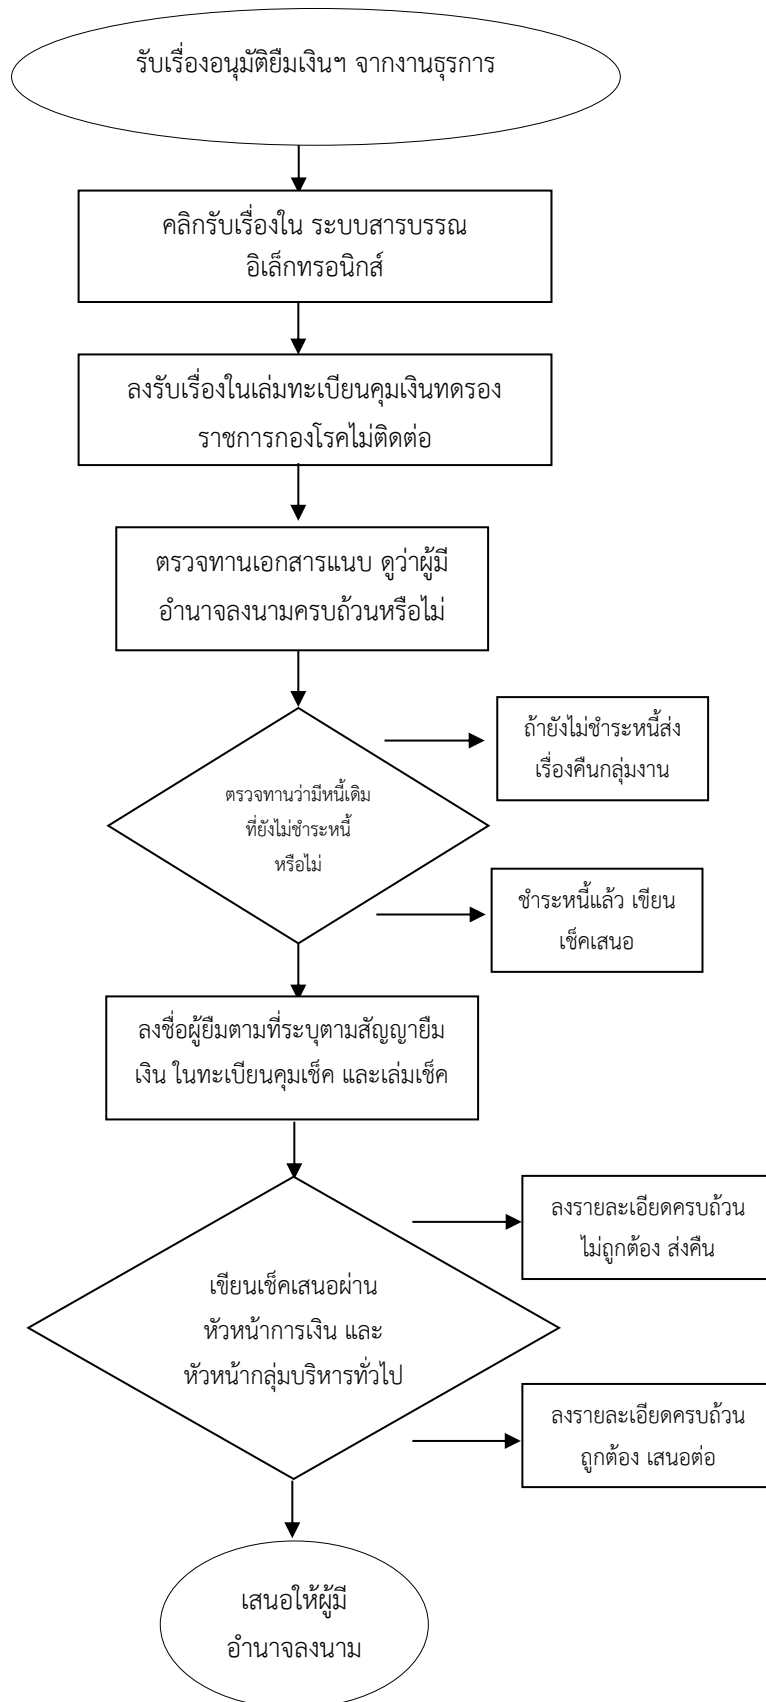 รับเรื่องอนุมัติยืมเงินฯ จากงานธุรการ
คลิกรับเรื่องใน ระบบสารบรรณ
อิเล็กทรอนิกส์
ลงรับเรื่องในเล่มทะเบียนคุมเงินทดรอง
ราชการกองโรคไม่ติดต่อ
ตรวจทานเอกสารแนบ ดูว่าผู้มี
อำนาจลงนามครบถ้วนหรือไม่
ถ้ายังไม่ชำระหนี้ส่ง
เรื่องคืนกลุ่มงาน
ตรวจทานว่ามีหนี้เดิม
ที่ยังไม่ชำระหนี้
หรือไม่
ชำระหนี้แล้ว เขียน
เช็คเสนอ
ลงชื่อผู้ยืมตามที่ระบุตามสัญญายืม
เงิน ในทะเบียนคุมเช็ค และเล่มเช็ค
ลงรายละเอียดครบถ้วน
ไม่ถูกต้อง ส่งคืน
เขียนเช็คเสนอผ่าน
หัวหน้าการเงิน และ
หัวหน้ากลุ่มบริหารทั่วไป
ลงรายละเอียดครบถ้วน
ถูกต้อง เสนอต่อ
เสนอให้ผู้มี
อำนาจลงนาม